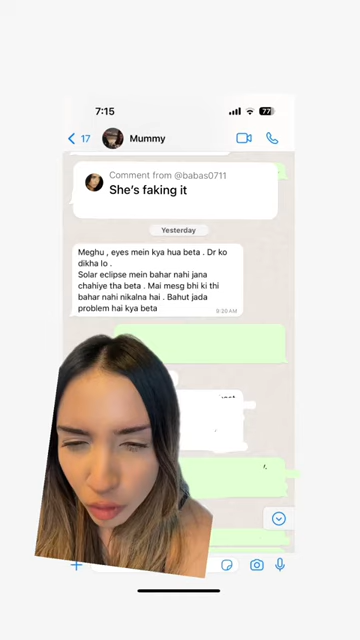 7:15
77
17
Mummy
Comment from @babas0711
She's faking it
Yesterday
Meghu , eyes mein kya hua beta . Dr ko
dikha lo .
Solar eclipse mein bahar nahi jana
chahiye tha beta . Mai mesg bhi ki thi
bahar nahi nikalna hai . Bahut jada
problem hai kya beta
9:20 AM